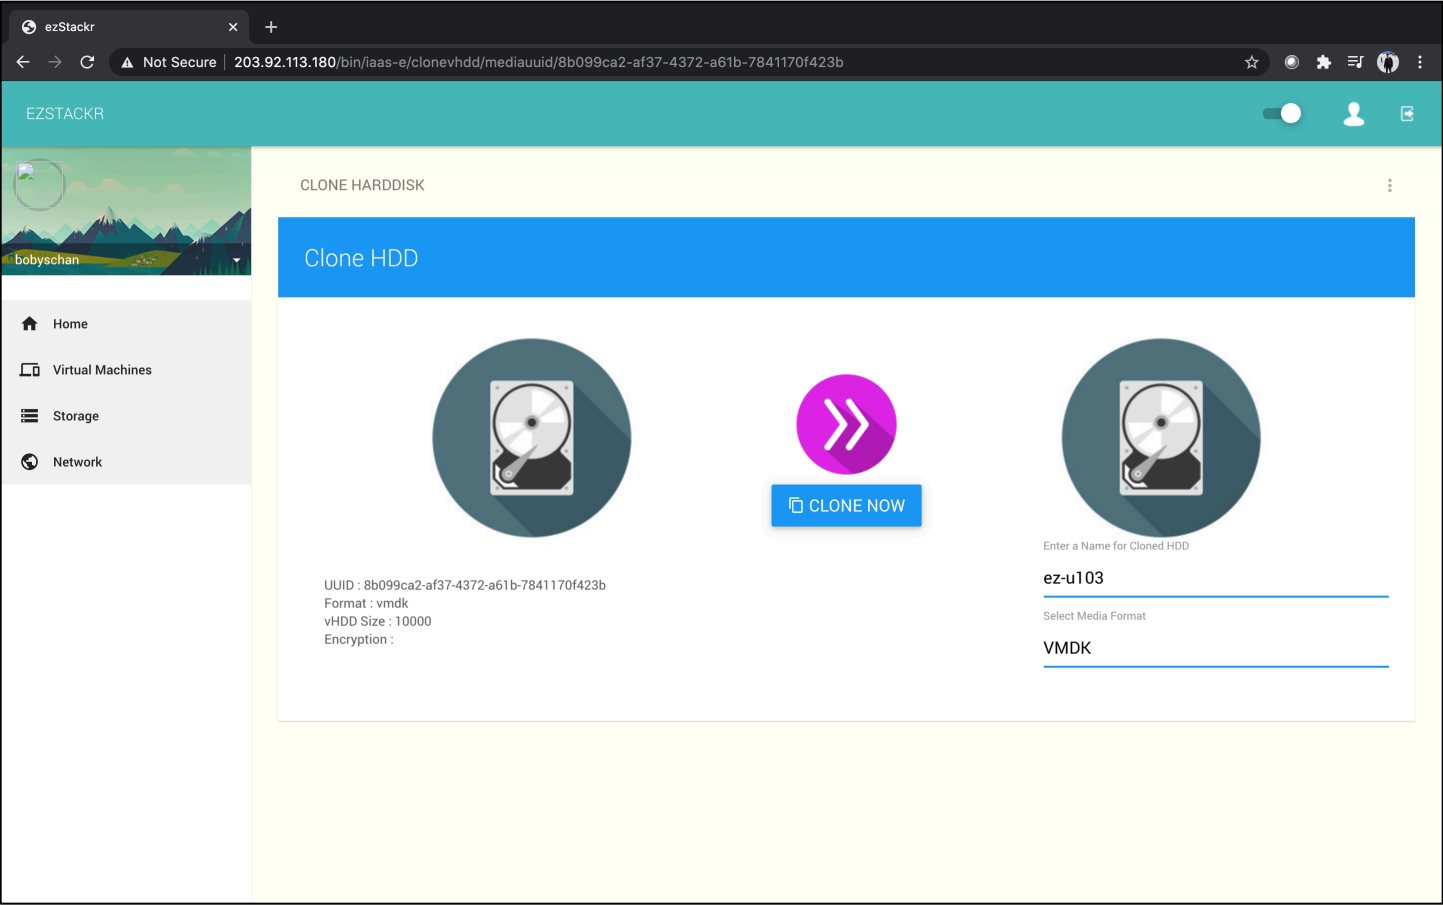 ezStackr
Not Secure
203.92.113.180/bin/iaas-e/clonevhdd/mediauuid/8b099ca2-af37-4372-a61b-7841170f423b
EZSTACKR
bobyschan
Home
Virtual Machines
Storage
Network
CLONE HARDDISK
Clone HDD
CLONE NOW
UUID : 8b099ca2-af37-4372-a61b-7841170f423b
Format : vmdk
vHDD Size : 10000
Encryption :
Enter a Name for Cloned HDD
ez-u103
Select Media Format
VMDK